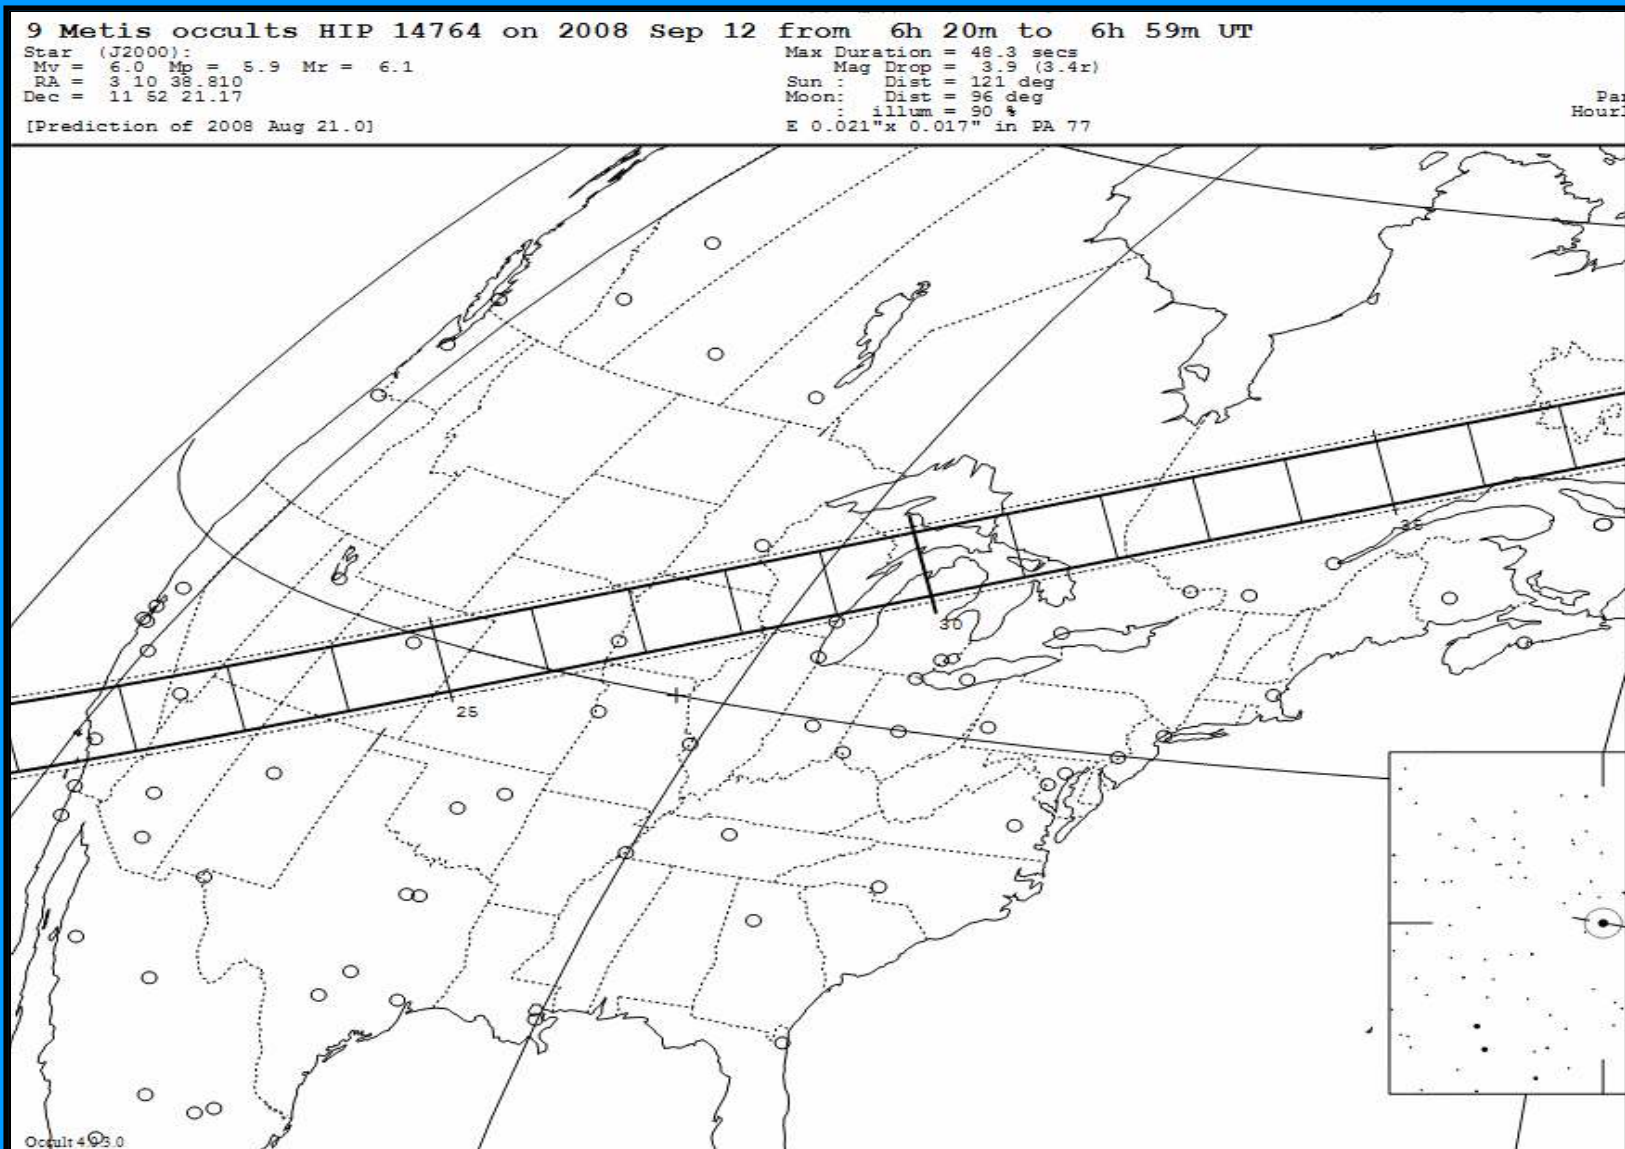 9 Metis occults HIP 14764 on 2008 Sep 12 from 6h 20m to 6h 59m UT
Star (J2000):
Mv = 6.0 Mp = 5.9 Mr = 6.1
RA = 3 10 38.810
Dec = 11 52 21.17
[Prediction of 2008 Aug 21.0]
Max Duration = 48.3 secs
Mag Drop = 3.9 (3.4r)
Sun : Dist = 121 deg
Moon: Dist = 96 deg
: illum = 90 %
E 0.021"x 0.017" in PA 77
Par
Hourl
35
30
25
Occult